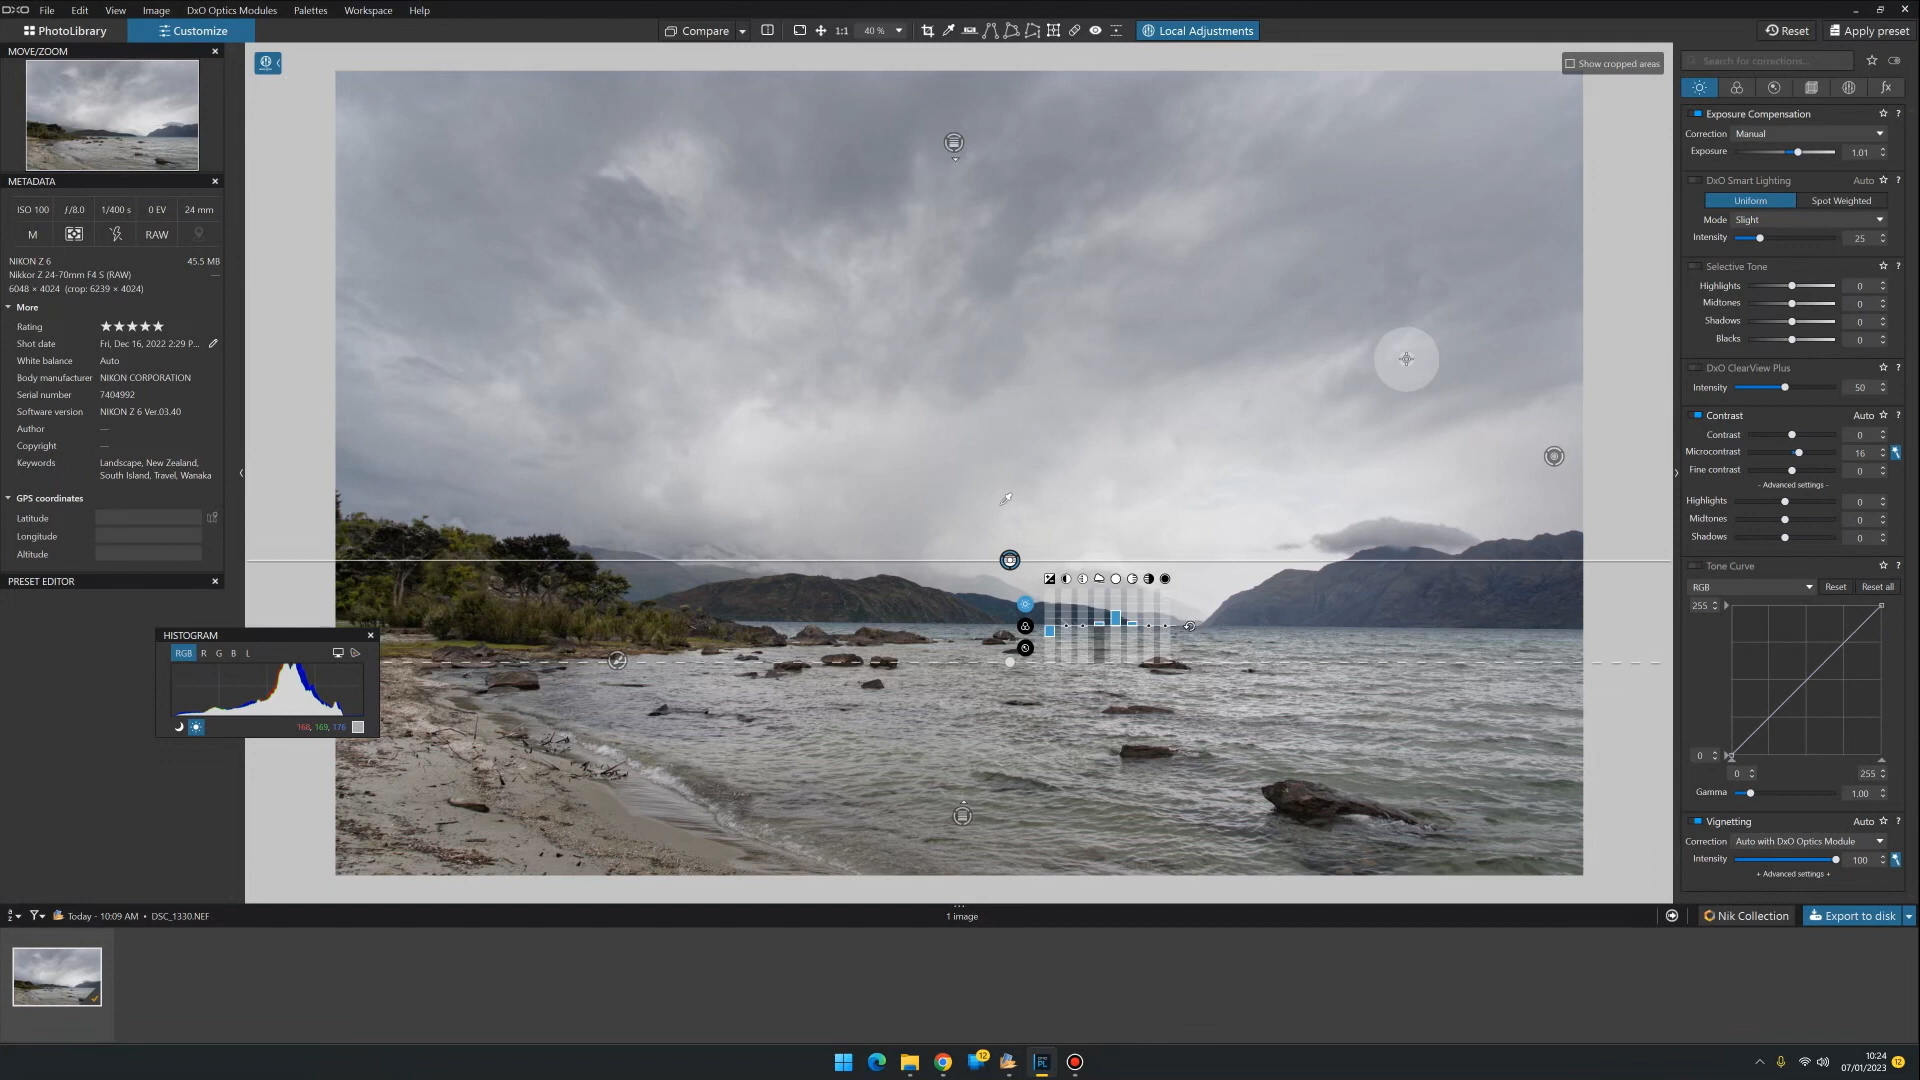 DXO File Edit View Image DxO Optics Modules Palettes Workspace Help
PhotoLibrary Customize Compare 1:1 40 % Local Adjustments Reset Apply preset
MOVE/ZOOM
Show cropped areas
Search for corrections...
METADATA
ISO 100 ƒ/8.0 1/400 s 0 EV 24 mm
M RAW
NIKON Z 6 45.5 MB
Nikkor Z 24-70mm F4 S (RAW) —
6048 × 4024 (crop: 6239 × 4024)
More
Rating ★★★★★
Shot date Fri, Dec 16, 2022 2:29 P...
White balance Auto
Body manufacturer NIKON CORPORATION
Serial number 7404992
Software version NIKON Z 6 Ver.03.40
Author —
Copyright —
Keywords Landscape, New Zealand,
South Island, Travel, Wanaka
GPS coordinates
Latitude
Longitude
Altitude
PRESET EDITOR
HISTOGRAM
RGB R G B L
168, 169, 176
Exposure Compensation ?
Correction Manual
Exposure 1.01
DxO Smart Lighting Auto ?
Uniform Spot Weighted
Mode Slight
Intensity 25
Selective Tone ?
Highlights 0
Midtones 0
Shadows 0
Blacks 0
DxO ClearView Plus ?
Intensity 50
Contrast Auto ?
Contrast 0
Microcontrast 16
Fine contrast 0
- Advanced settings -
Highlights 0
Midtones 0
Shadows 0
Tone Curve ?
RGB Reset Reset all
255
0
0 255
Gamma 1.00
Vignetting Auto ?
Correction Auto with DxO Optics Module
Intensity 100
+ Advanced settings +
Today - 10:09 AM • DSC_1330.NEF 1 image Nik Collection Export to disk
12
DXO PL
10:24
07/01/2023
12